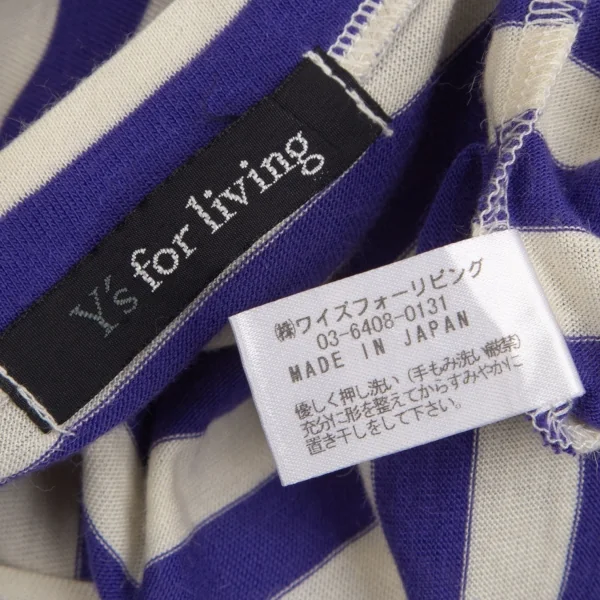 Y's for living
㈱ワイズフォーリビング
03-6408-0131
MADE IN JAPAN
優しく押し洗い(手もみ洗い厳禁)
充分に形を整えてからすみやかに
置き干しをして下さい。